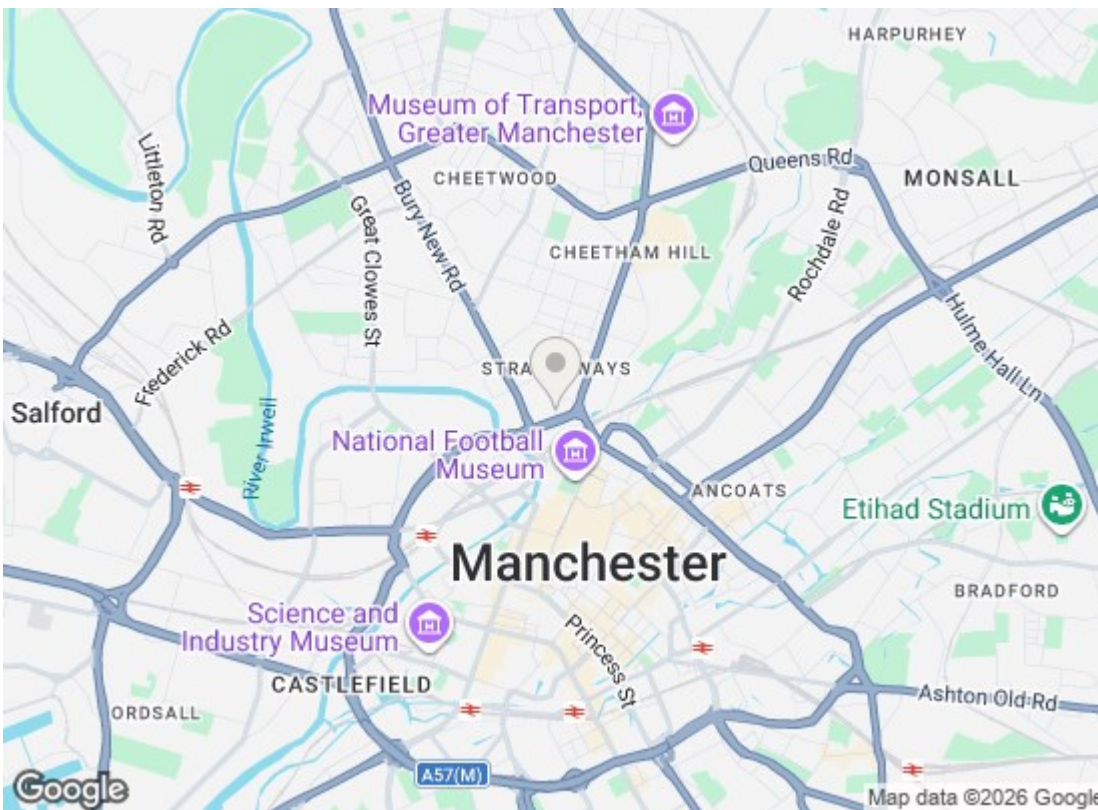 HARPURHEY
Museum of Transport,
Greater Manchester
Queens Rd
MONSALL
CHEETWOOD
Littleton Rd
Bury New Rd
Great Clowes St
Rochdale Rd
CHEETHAM HILL
Hulme Hall Ln
Frederick Rd
STRA WAYS
Salford
River Irwell
National Football
Museum
ANCOATS
Etihad Stadium
Manchester
BRADFORD
Science and
Industry Museum
Princess St
CASTLEFIELD
ORDSALL
Ashton Old Rd
A57(M)
Google
Map data ©2026 Google